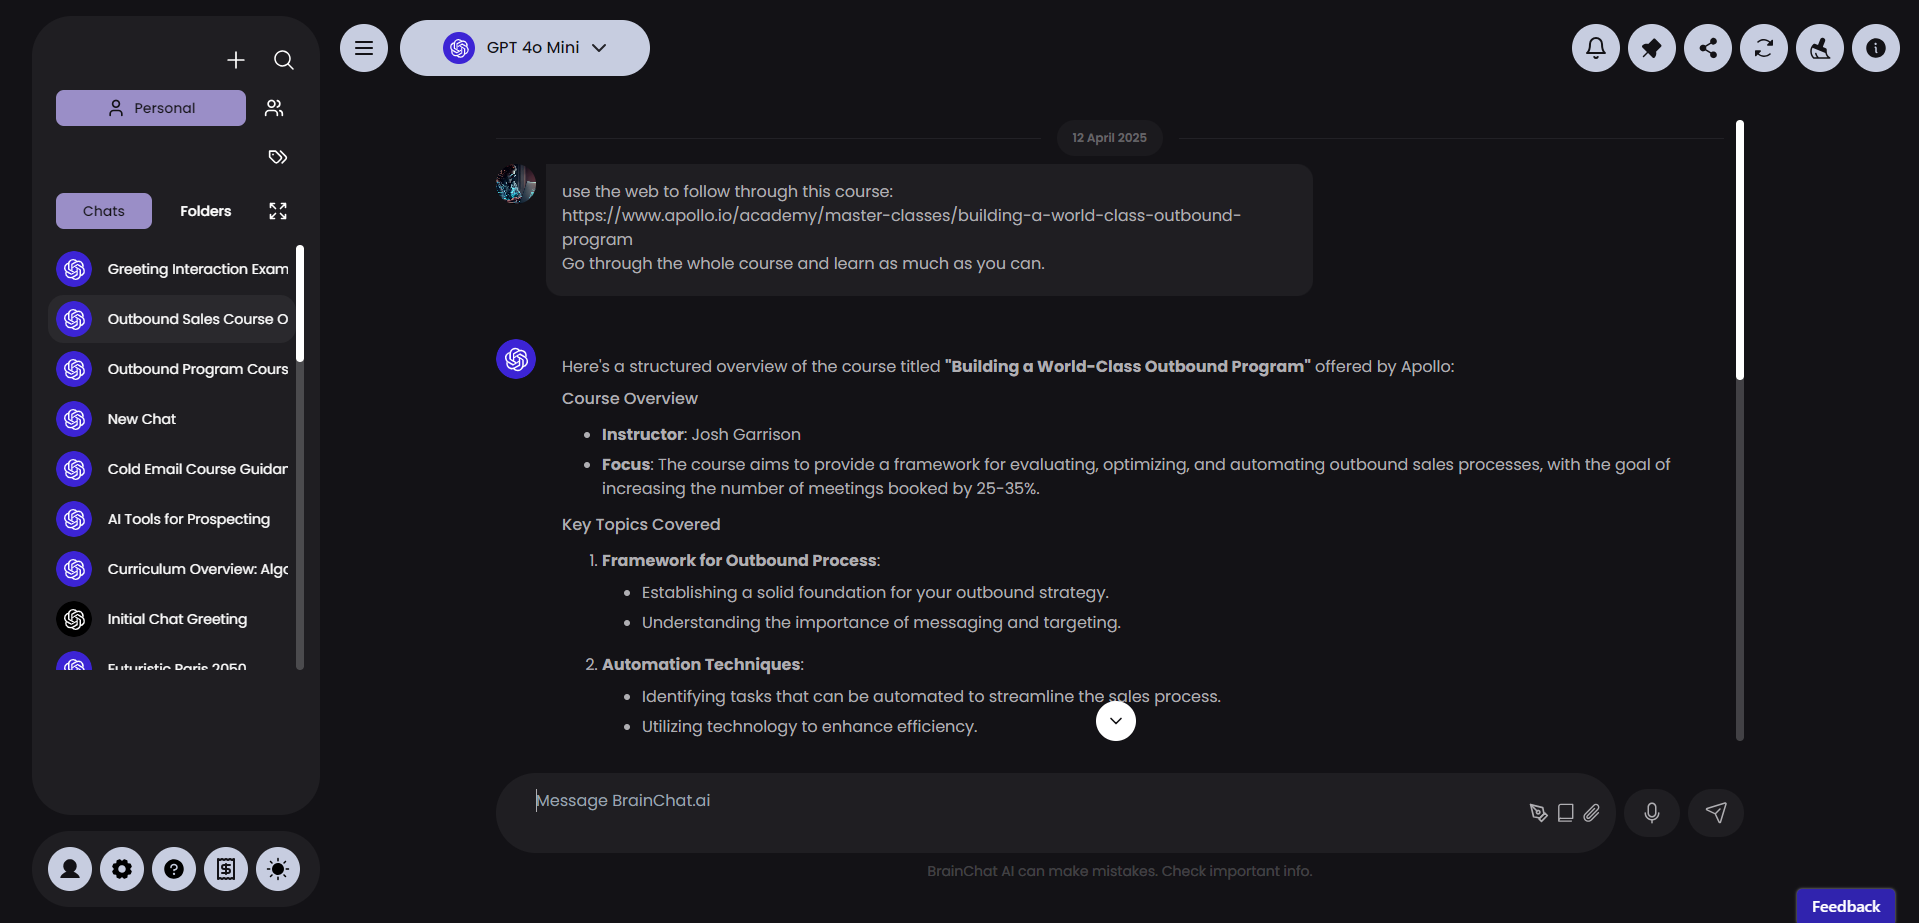 GPT 4o Mini
Personal
Chats
Folders
Greeting Interaction Exam
Outbound Sales Course O
Outbound Program Cours
New Chat
Cold Email Course Guidan
AI Tools for Prospecting
Curriculum Overview: Algo
Initial Chat Greeting
Futuristic Paris 2050
12 April 2025
use the web to follow through this course:
https://www.apollo.io/academy/master-classes/building-a-world-class-outbound-
program
Go through the whole course and learn as much as you can.
Here's a structured overview of the course titled "Building a World-Class Outbound Program" offered by Apollo:
Course Overview
• Instructor: Josh Garrison
• Focus: The course aims to provide a framework for evaluating, optimizing, and automating outbound sales processes, with the goal of
increasing the number of meetings booked by 25-35%.
Key Topics Covered
1. Framework for Outbound Process:
• Establishing a solid foundation for your outbound strategy.
• Understanding the importance of messaging and targeting.
2. Automation Techniques:
• Identifying tasks that can be automated to streamline the sales process.
• Utilizing technology to enhance efficiency.
Message BrainChat.ai
BrainChat AI can make mistakes. Check important info.
Feedback